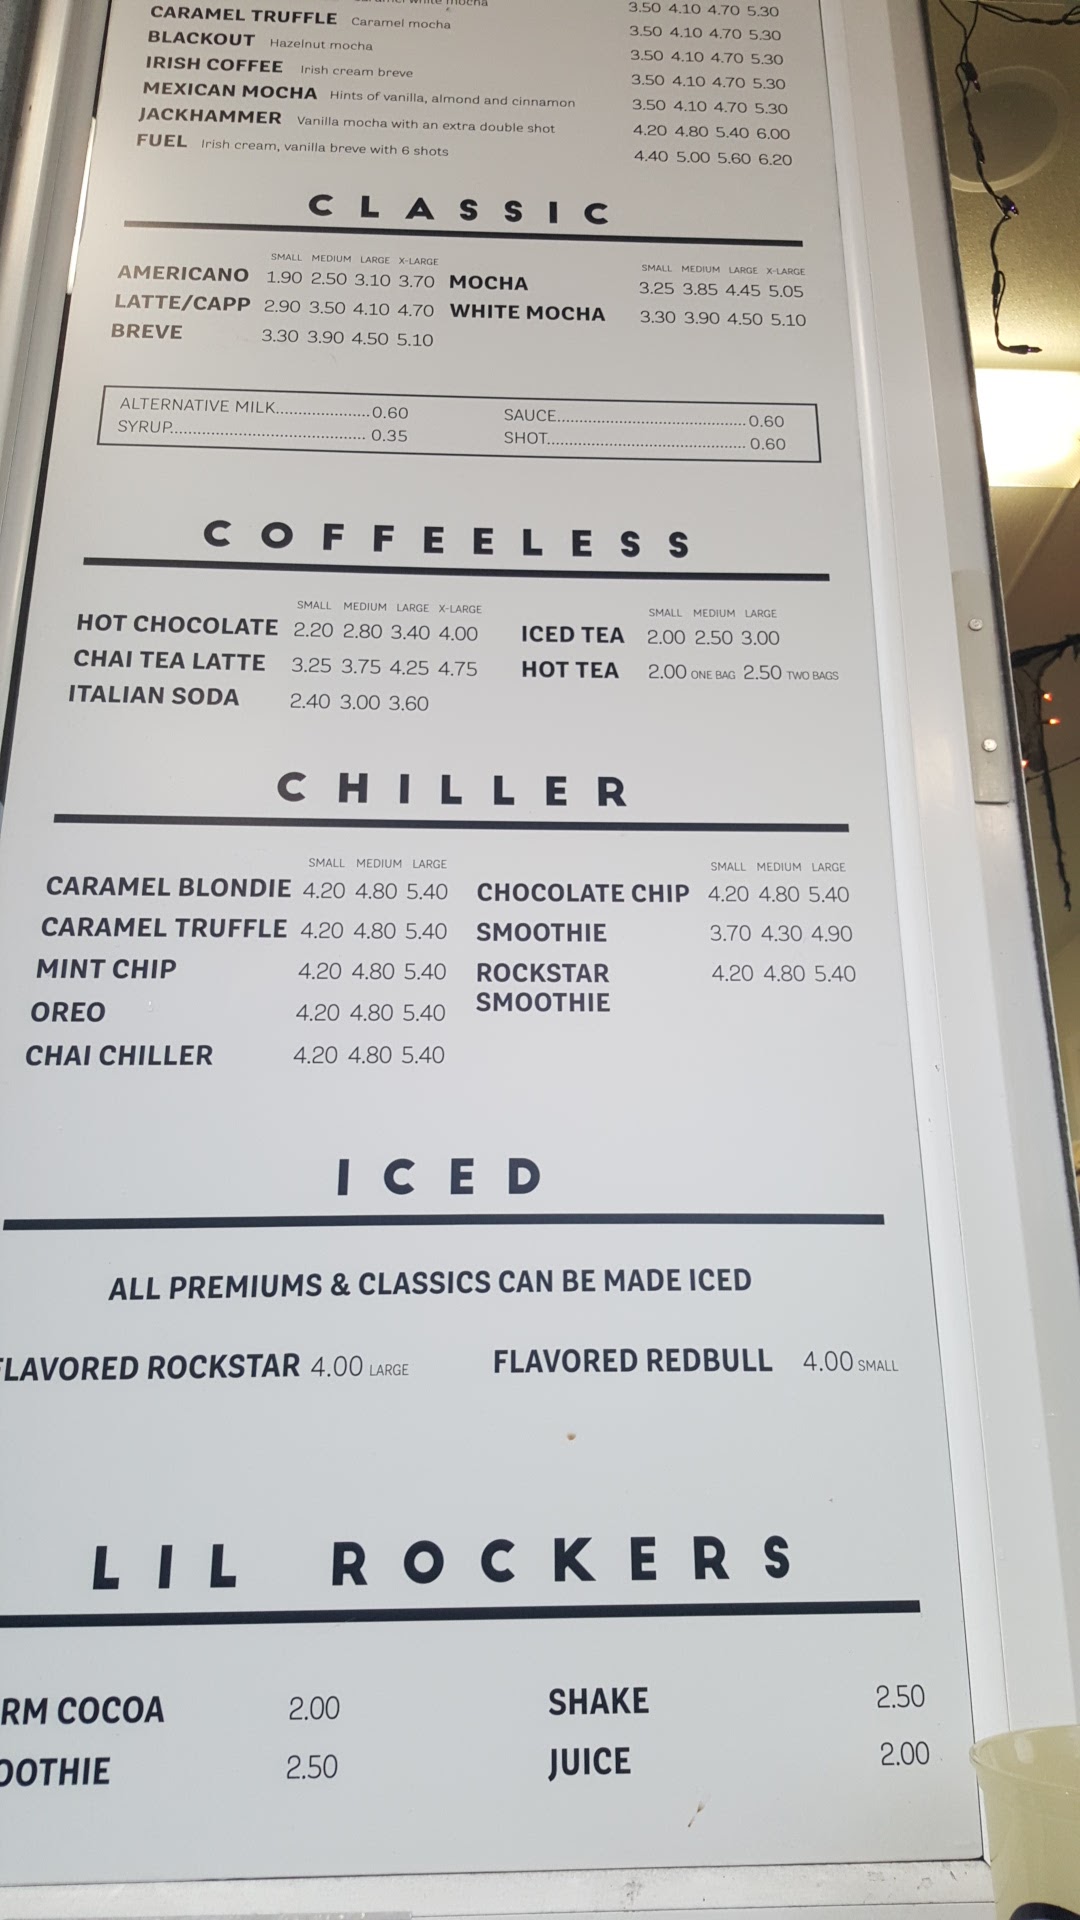 3.50 4.10 4.70 5.30
CARAMEL TRUFFLE Caramel mocha 3.50 4.10 4.70 5.30
BLACKOUT Hazelnut mocha 3.50 4.10 4.70 5.30
IRISH COFFEE Irish cream breve 3.50 4.10 4.70 5.30
MEXICAN MOCHA Hints of vanilla, almond and cinnamon 3.50 4.10 4.70 5.30
JACKHAMMER Vanilla mocha with an extra double shot 4.20 4.80 5.40 6.00
FUEL Irish cream, vanilla breve with 6 shots 4.40 5.00 5.60 6.20
CLASSIC
SMALL MEDIUM LARGE X-LARGE SMALL MEDIUM LARGE X-LARGE
AMERICANO 1.90 2.50 3.10 3.70 MOCHA 3.25 3.85 4.45 5.05
LATTE/CAPP 2.90 3.50 4.10 4.70 WHITE MOCHA 3.30 3.90 4.50 5.10
BREVE 3.30 3.90 4.50 5.10
ALTERNATIVE MILK....................0.60 SAUCE..........................................0.60
SYRUP........................................... 0.35 SHOT............................................ 0.60
COFFEELESS
SMALL MEDIUM LARGE X-LARGE SMALL MEDIUM LARGE
HOT CHOCOLATE 2.20 2.80 3.40 4.00 ICED TEA 2.00 2.50 3.00
CHAI TEA LATTE 3.25 3.75 4.25 4.75 HOT TEA 2.00 ONE BAG 2.50 TWO BAGS
ITALIAN SODA 2.40 3.00 3.60
CHILLER
SMALL MEDIUM LARGE SMALL MEDIUM LARGE
CARAMEL BLONDIE 4.20 4.80 5.40 CHOCOLATE CHIP 4.20 4.80 5.40
CARAMEL TRUFFLE 4.20 4.80 5.40 SMOOTHIE 3.70 4.30 4.90
MINT CHIP 4.20 4.80 5.40 ROCKSTAR 4.20 4.80 5.40
SMOOTHIE
OREO 4.20 4.80 5.40
CHAI CHILLER 4.20 4.80 5.40
ICED
ALL PREMIUMS & CLASSICS CAN BE MADE ICED
LAVORED ROCKSTAR 4.00 LARGE FLAVORED REDBULL 4.00 SMALL
LIL ROCKERS
RM COCOA 2.00 SHAKE 2.50
OOTHIE 2.50 JUICE 2.00